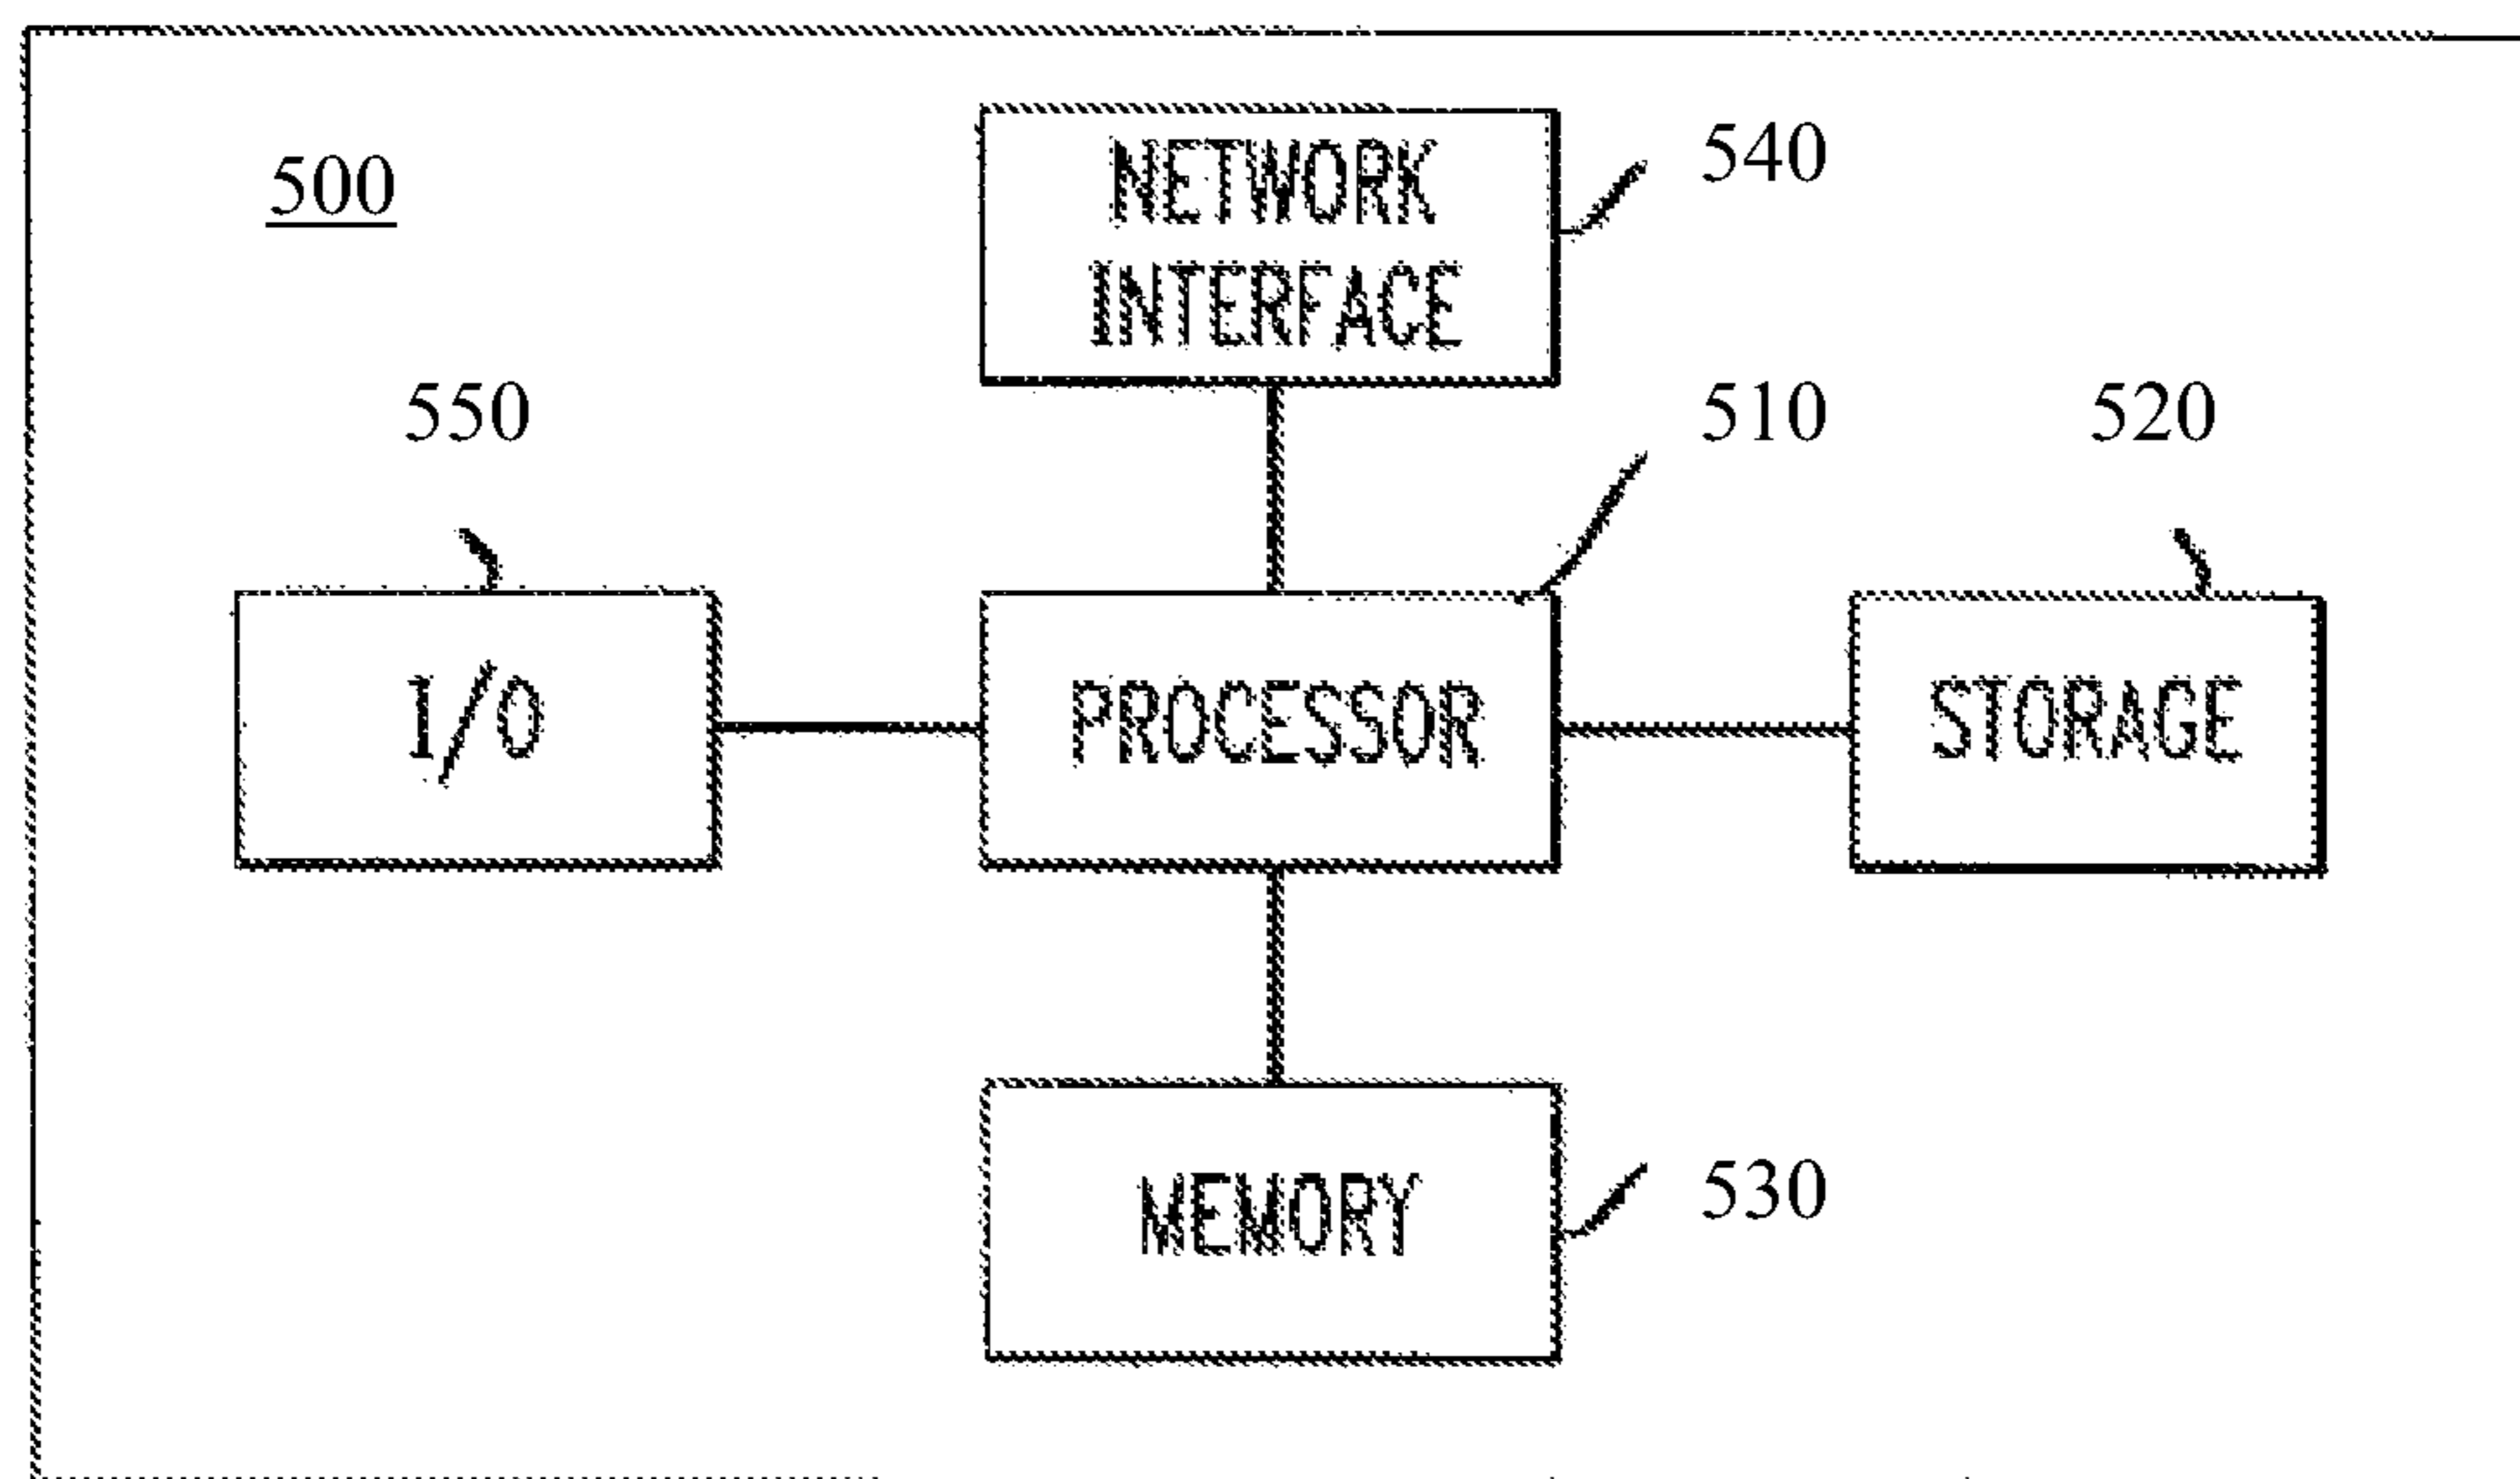 500
NETWORK
INTERFACE
540
550
510
520
I/O
PROCESSOR
STORAGE
MEMORY
530